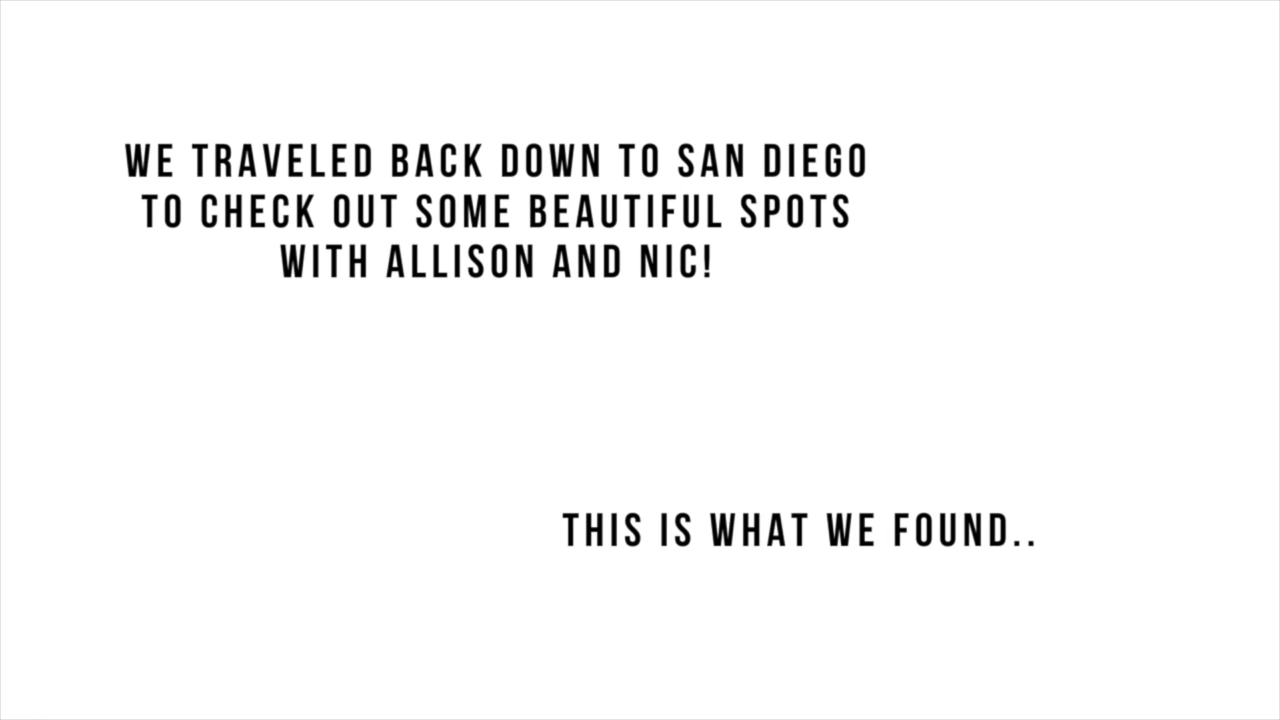 WE TRAVELED BACK DOWN TO SAN DIEGO
TO CHECK OUT SOME BEAUTIFUL SPOTS
WITH ALLISON AND NIC!
THIS IS WHAT WE FOUND..